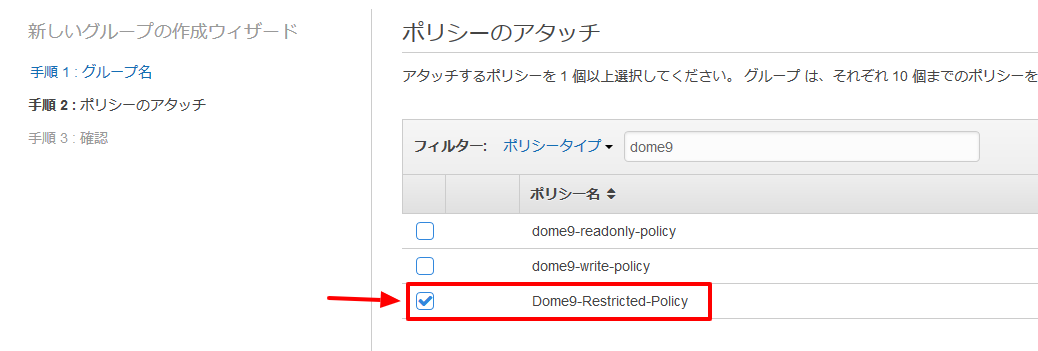 新しいグループの作成ウィザード
手順 1 : グループ名
手順 2 : ポリシーのアタッチ
手順 3 : 確認
ポリシーのアタッチ
アタッチするポリシーを 1 個以上選択してください。 グループ は、それぞれ 10 個までのポリシーを
フィルター: ポリシータイプ dome9
ポリシー名
dome9-readonly-policy
dome9-write-policy
Dome9-Restricted-Policy